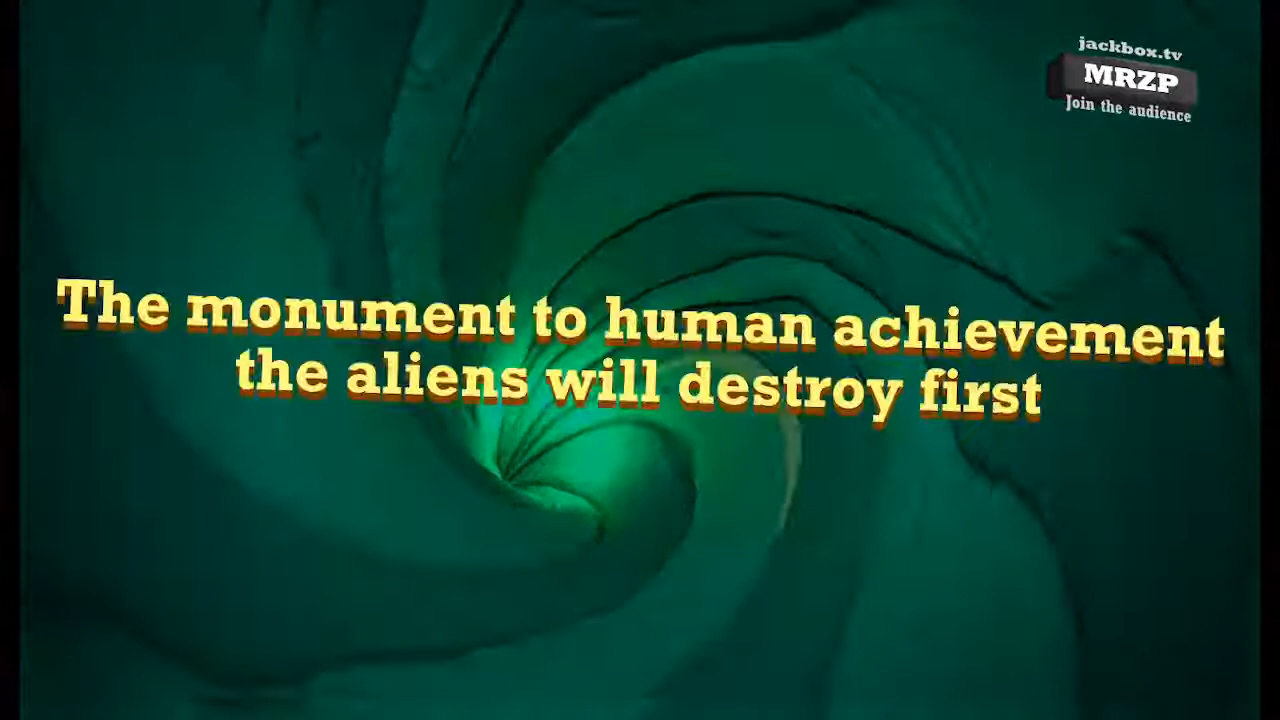 jackbox.tv
MRZP
Join the audience
The monument to human achievement
the aliens will destroy first